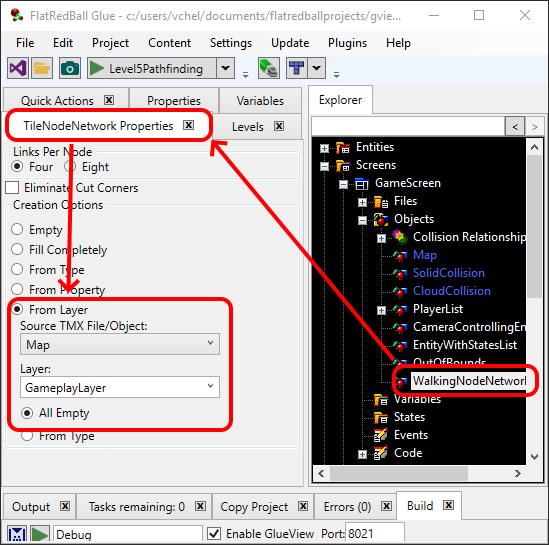 FlatRedBall Glue - c:/users/vchel/documents/flatredballprojects/gvie...
File Edit Project Content Settings Update Plugins Help
Level5Pathfinding
Quick Actions Properties Variables
TileNodeNetwork Properties Levels
Links Per Node
Four Eight
Eliminate Cut Corners
Creation Options
Empty
Fill Completely
From Type
From Property
From Layer
Source TMX File/Object:
Map
Layer:
GameplayLayer
All Empty
From Type
Explorer
< >
Entities
Screens
GameScreen
Files
Objects
Collision Relationship
Map
SolidCollision
CloudCollision
PlayerList
CameraControllingEn
EntityWithStatesList
OutOfBounds
WalkingNodeNetwork
Variables
States
Events
Code
Output Tasks remaining: 0 Copy Project Errors (0) Build
Debug Enable GlueView Port: 8021